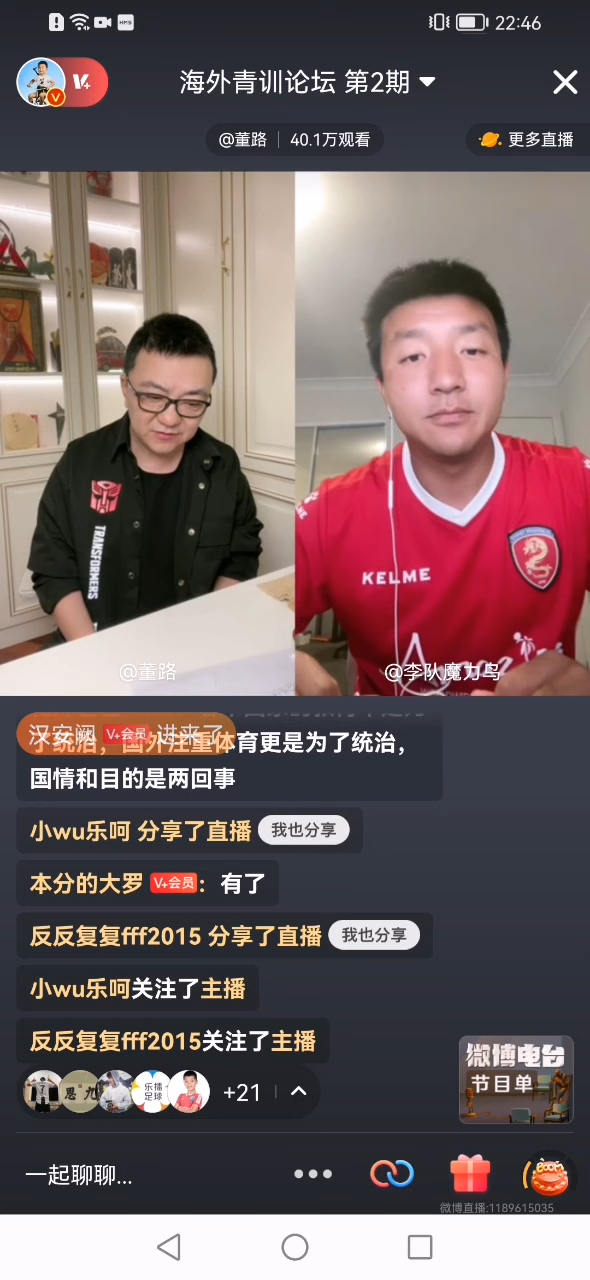 22:46
V+
海外青训论坛 第2期
@董路 40.1万观看
更多直播
TRANSFORMERS
KELME
@董路
@李队魔力鸟
V+会员 进来了
了统治，国外注重体育更是为了统治，
国情和目的是两回事
小wu乐呵 分享了直播 我也分享
本分的大罗 V+会员： 有了
反反复复fff2015 分享了直播 我也分享
小wu乐呵关注了主播
反反复复fff2015关注了主播
微博电台
节目单
乐播
足球
+21
一起聊聊...
微博直播:1189615035